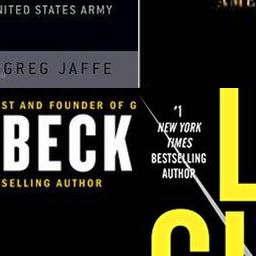 NITED STATES ARMY
GREG JAFFE
ST AND FOUNDER OF G
BECK
SELLING AUTHOR
#1
NEW YORK
TIMES
BESTSELLING
AUTHOR
L